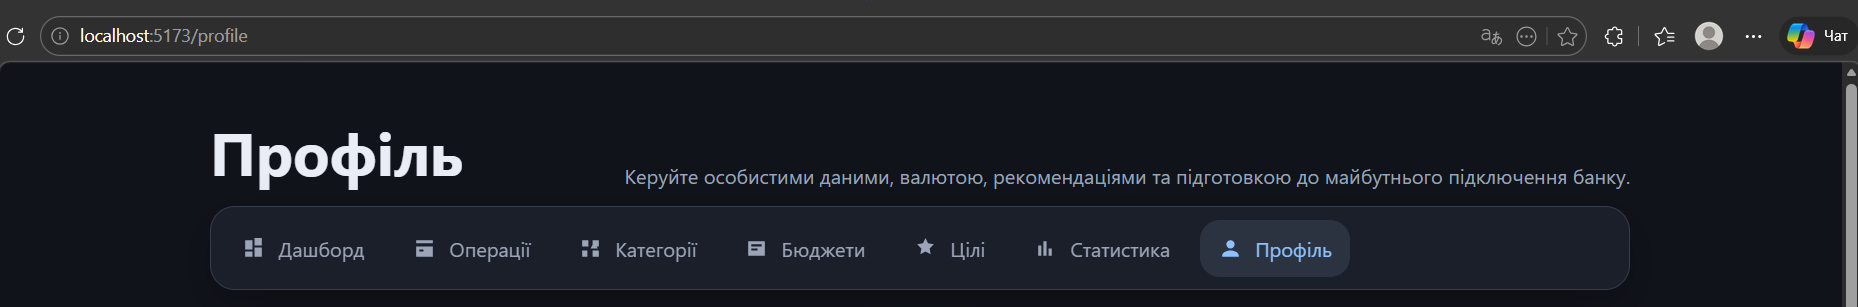 localhost:5173/profile
Чат
Профіль
Керуйте особистими даними, валютою, рекомендаціями та підготовкою до майбутнього підключення банку.
Дашборд Операції Категорії Бюджети Цілі Статистика Профіль